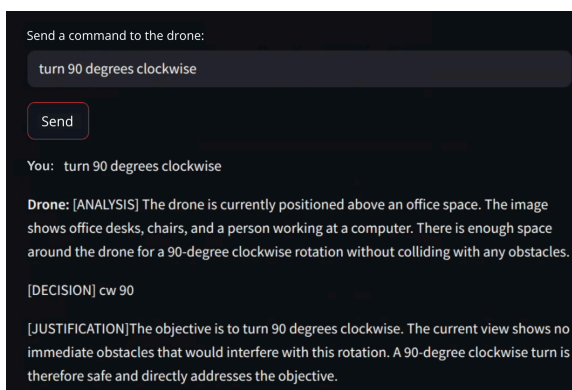 Send a command to the drone:
turn 90 degrees clockwise
Send
You: turn 90 degrees clockwise
Drone: [ANALYSIS] The drone is currently positioned above an office space. The image
shows office desks, chairs, and a person working at a computer. There is enough space
around the drone for a 90-degree clockwise rotation without colliding with any obstacles.
[DECISION] cw 90
[JUSTIFICATION]The objective is to turn 90 degrees clockwise. The current view shows no
immediate obstacles that would interfere with this rotation. A 90-degree clockwise turn is
therefore safe and directly addresses the objective.